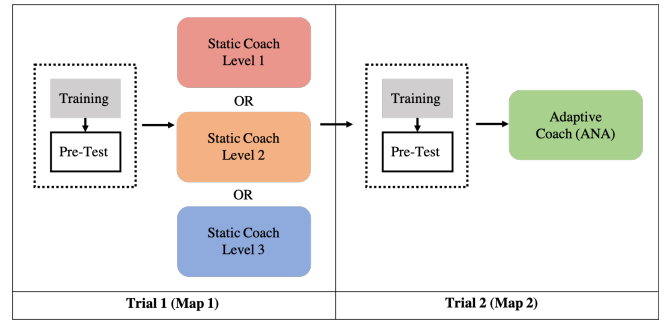 Training
Pre-Test
Static Coach
Level 1
OR
Static Coach
Level 2
OR
Static Coach
Level 3
Training
Pre-Test
Adaptive
Coach (ANA)
Trial 1 (Map 1)
Trial 2 (Map 2)